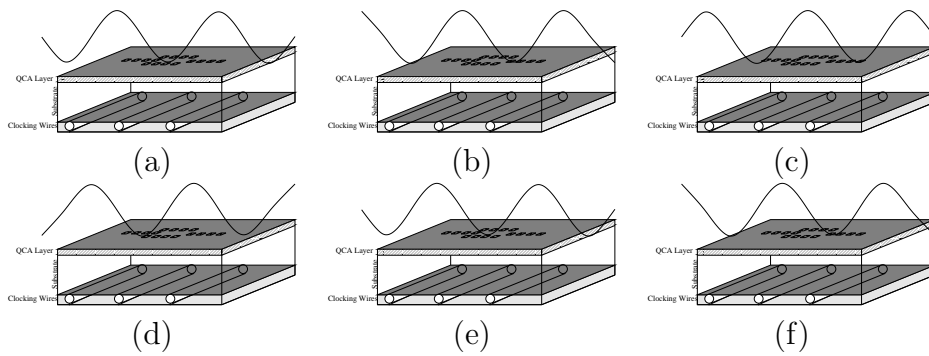 QCA Layer
Substrate
Clocking Wires
(a)
QCA Layer
Substrate
Clocking Wires
(b)
QCA Layer
Substrate
Clocking Wires
(c)
QCA Layer
Substrate
Clocking Wires
(d)
QCA Layer
Substrate
Clocking Wires
(e)
QCA Layer
Substrate
Clocking Wires
(f)